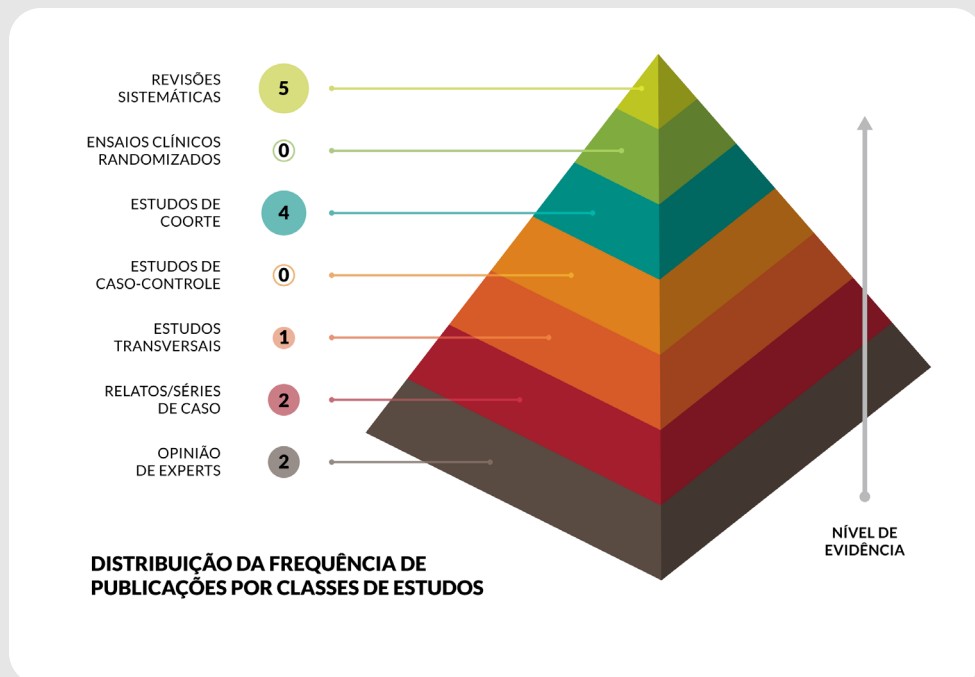 REVISÕES
SISTEMÁTICAS
5
ENSAIOS CLÍNICOS
RANDOMIZADOS
0
ESTUDOS DE
COORTE
4
ESTUDOS DE
CASO-CONTROLE
0
ESTUDOS
TRANSVERSAIS
1
RELATOS/SÉRIES
DE CASO
2
OPINIÃO
DE EXPERTS
2
NÍVEL DE
EVIDÊNCIA
DISTRIBUIÇÃO DA FREQUÊNCIA DE
PUBLICAÇÕES POR CLASSES DE ESTUDOS